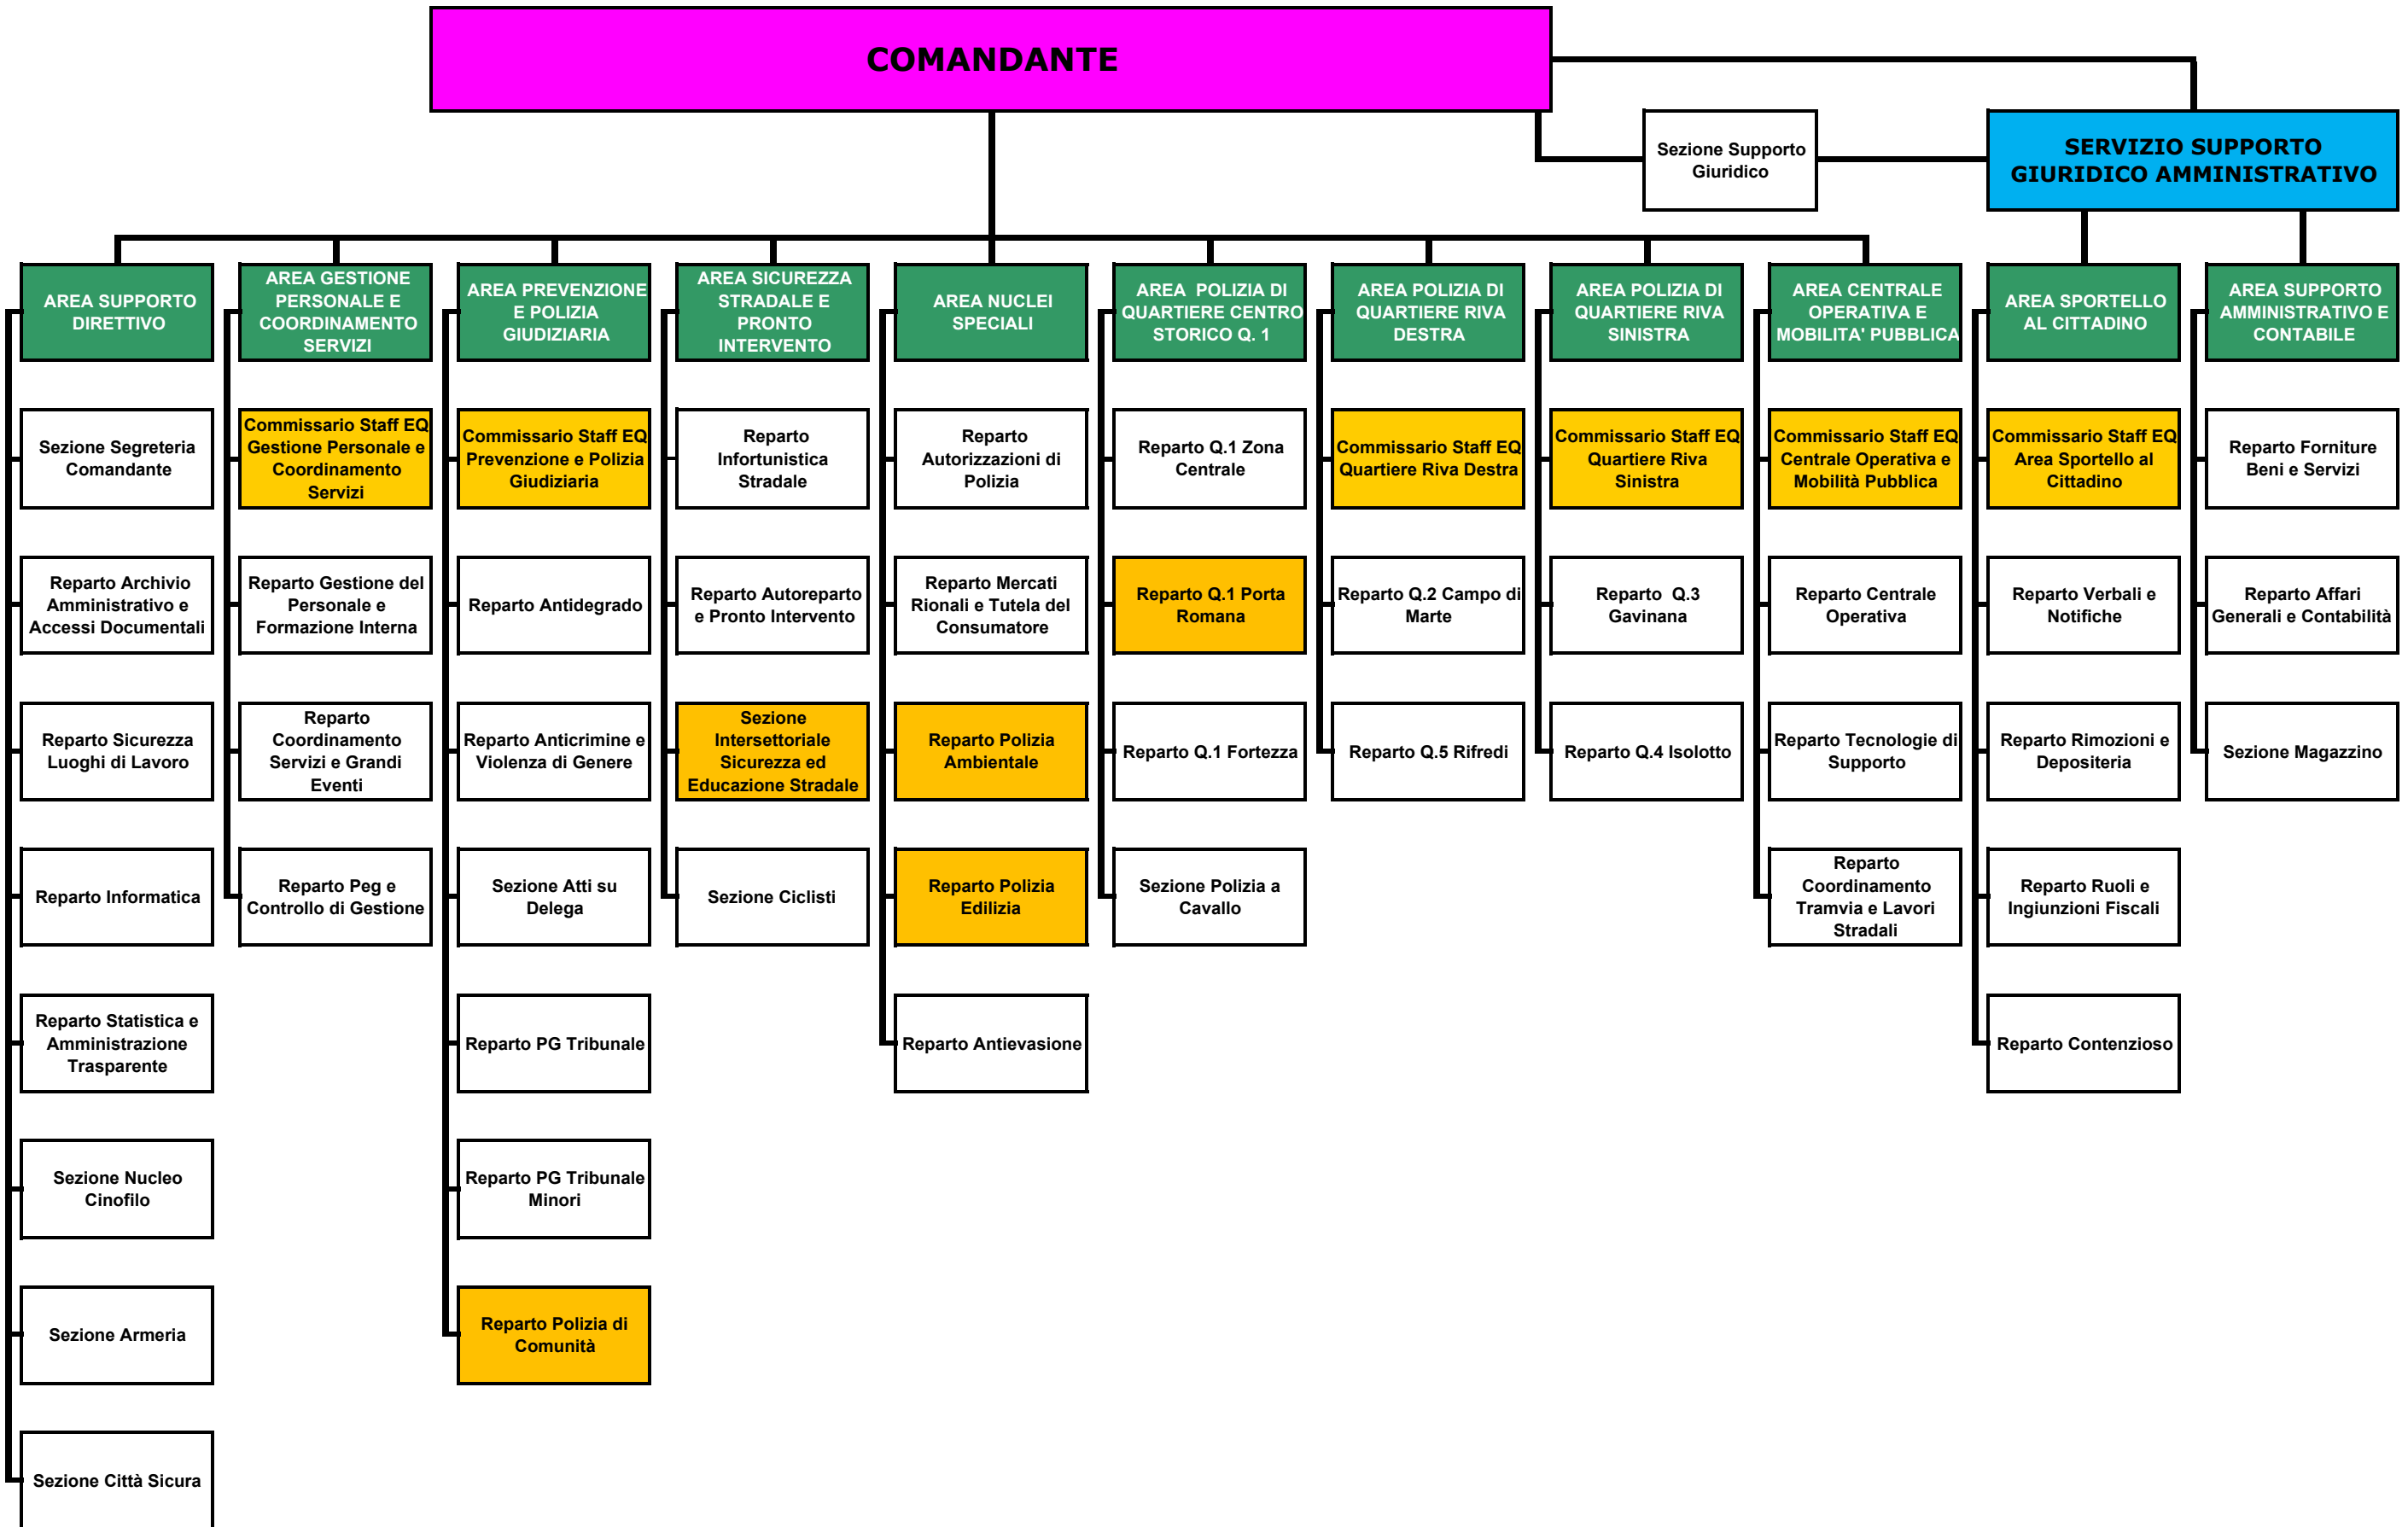 COMANDANTE
Sezione Supporto
Giuridico
SERVIZIO SUPPORTO
GIURIDICO AMMINISTRATIVO
AREA SUPPORTO
DIRETTIVO
AREA GESTIONE
PERSONALE E
COORDINAMENTO
SERVIZI
AREA PREVENZIONE
E POLIZIA
GIUDIZIARIA
AREA SICUREZZA
STRADALE E
PRONTO
INTERVENTO
AREA NUCLEI
SPECIALI
AREA POLIZIA DI
QUARTIERE CENTRO
STORICO Q. 1
AREA POLIZIA DI
QUARTIERE RIVA
DESTRA
AREA POLIZIA DI
QUARTIERE RIVA
SINISTRA
AREA CENTRALE
OPERATIVA E
MOBILITA' PUBBLICA
AREA SPORTELLO
AL CITTADINO
AREA SUPPORTO
AMMINISTRATIVO E
CONTABILE
Sezione Segreteria
Comandante
Commissario Staff EQ
Gestione Personale e
Coordinamento
Servizi
Commissario Staff EQ
Prevenzione e Polizia
Giudiziaria
Reparto
Infortunistica
Stradale
Reparto
Autorizzazioni di
Polizia
Reparto Q.1 Zona
Centrale
Commissario Staff EQ
Quartiere Riva Destra
Commissario Staff EQ
Quartiere Riva
Sinistra
Commissario Staff EQ
Centrale Operativa e
Mobilità Pubblica
Commissario Staff EQ
Area Sportello al
Cittadino
Reparto Forniture
Beni e Servizi
Reparto Archivio
Amministrativo e
Accessi Documentali
Reparto Gestione del
Personale e
Formazione Interna
Reparto Antidegrado
Reparto Autoreparto
e Pronto Intervento
Reparto Mercati
Rionali e Tutela del
Consumatore
Reparto Q.1 Porta
Romana
Reparto Q.2 Campo di
Marte
Reparto Q.3
Gavinana
Reparto Centrale
Operativa
Reparto Verbali e
Notifiche
Reparto Affari
Generali e Contabilità
Reparto Sicurezza
Luoghi di Lavoro
Reparto
Coordinamento
Servizi e Grandi
Eventi
Reparto Anticrimine e
Violenza di Genere
Sezione
Intersettoriale
Sicurezza ed
Educazione Stradale
Reparto Polizia
Ambientale
Reparto Q.1 Fortezza
Reparto Q.5 Rifredi
Reparto Q.4 Isolotto
Reparto Tecnologie di
Supporto
Reparto Rimozioni e
Depositeria
Sezione Magazzino
Reparto Informatica
Reparto Peg e
Controllo di Gestione
Sezione Atti su
Delega
Sezione Ciclisti
Reparto Polizia
Edilizia
Sezione Polizia a
Cavallo
Reparto
Coordinamento
Tramvia e Lavori
Stradali
Reparto Ruoli e
Ingiunzioni Fiscali
Reparto Statistica e
Amministrazione
Trasparente
Reparto PG Tribunale
Reparto Antievasione
Reparto Contenzioso
Sezione Nucleo
Cinofilo
Reparto PG Tribunale
Minori
Sezione Armeria
Reparto Polizia di
Comunità
Sezione Città Sicura